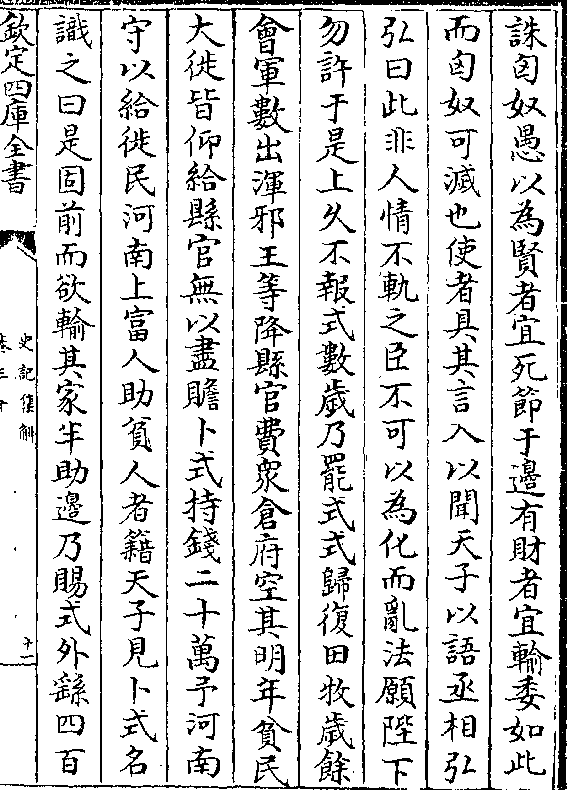 誅匈奴愚以為賢者宜死節于邊有財者宜輸委如此
而匈奴可滅也使者具其言入以聞天子以語丞相弘
弘曰此非人情不軌之臣不可以為化而亂法願陛下
勿許于是上久不報式數歲乃罷式式歸復田牧歲餘
會軍數出渾邪王等降縣官費衆倉府空其明年貧民
大徙皆仰給縣官無以盡贍卜式持錢二十萬予河南
守以給徙民河南上富人助貧人者籍天子見卜式名
識之曰是固前而欲輸其家半助邊乃賜式外繇四百
欽定四庫全書
史記
卷三十
十二